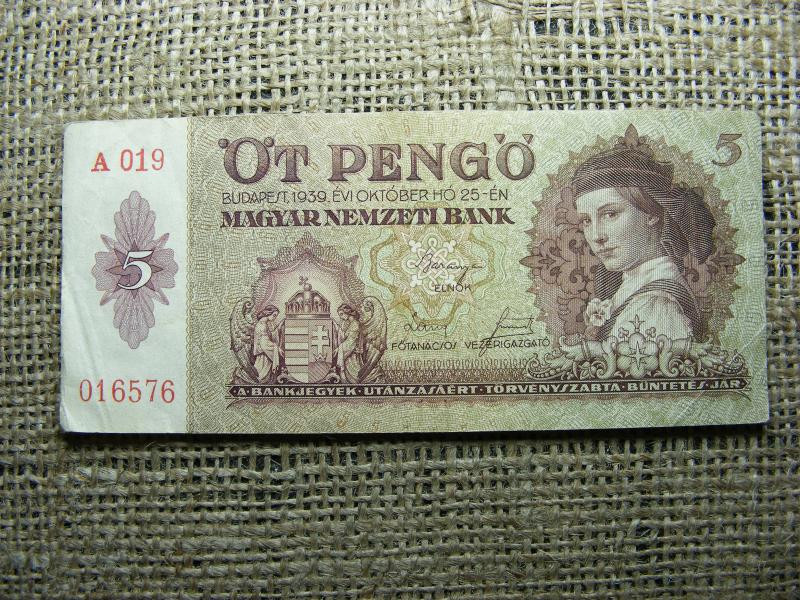 A 019
ÖT PENGŐ
5
BUDAPEST, 1939. ÉVI OKTÓBER HÓ 25-ÉN
MAGYAR NEMZETI BANK
5
ELNÖK
FŐTANÁCSOS VEZÉRIGAZGATÓ
016576
A BANKJEGYEK UTÁNZÁSÁÉRT TÖRVÉNYSZABTA BÜNTETÉS JÁR